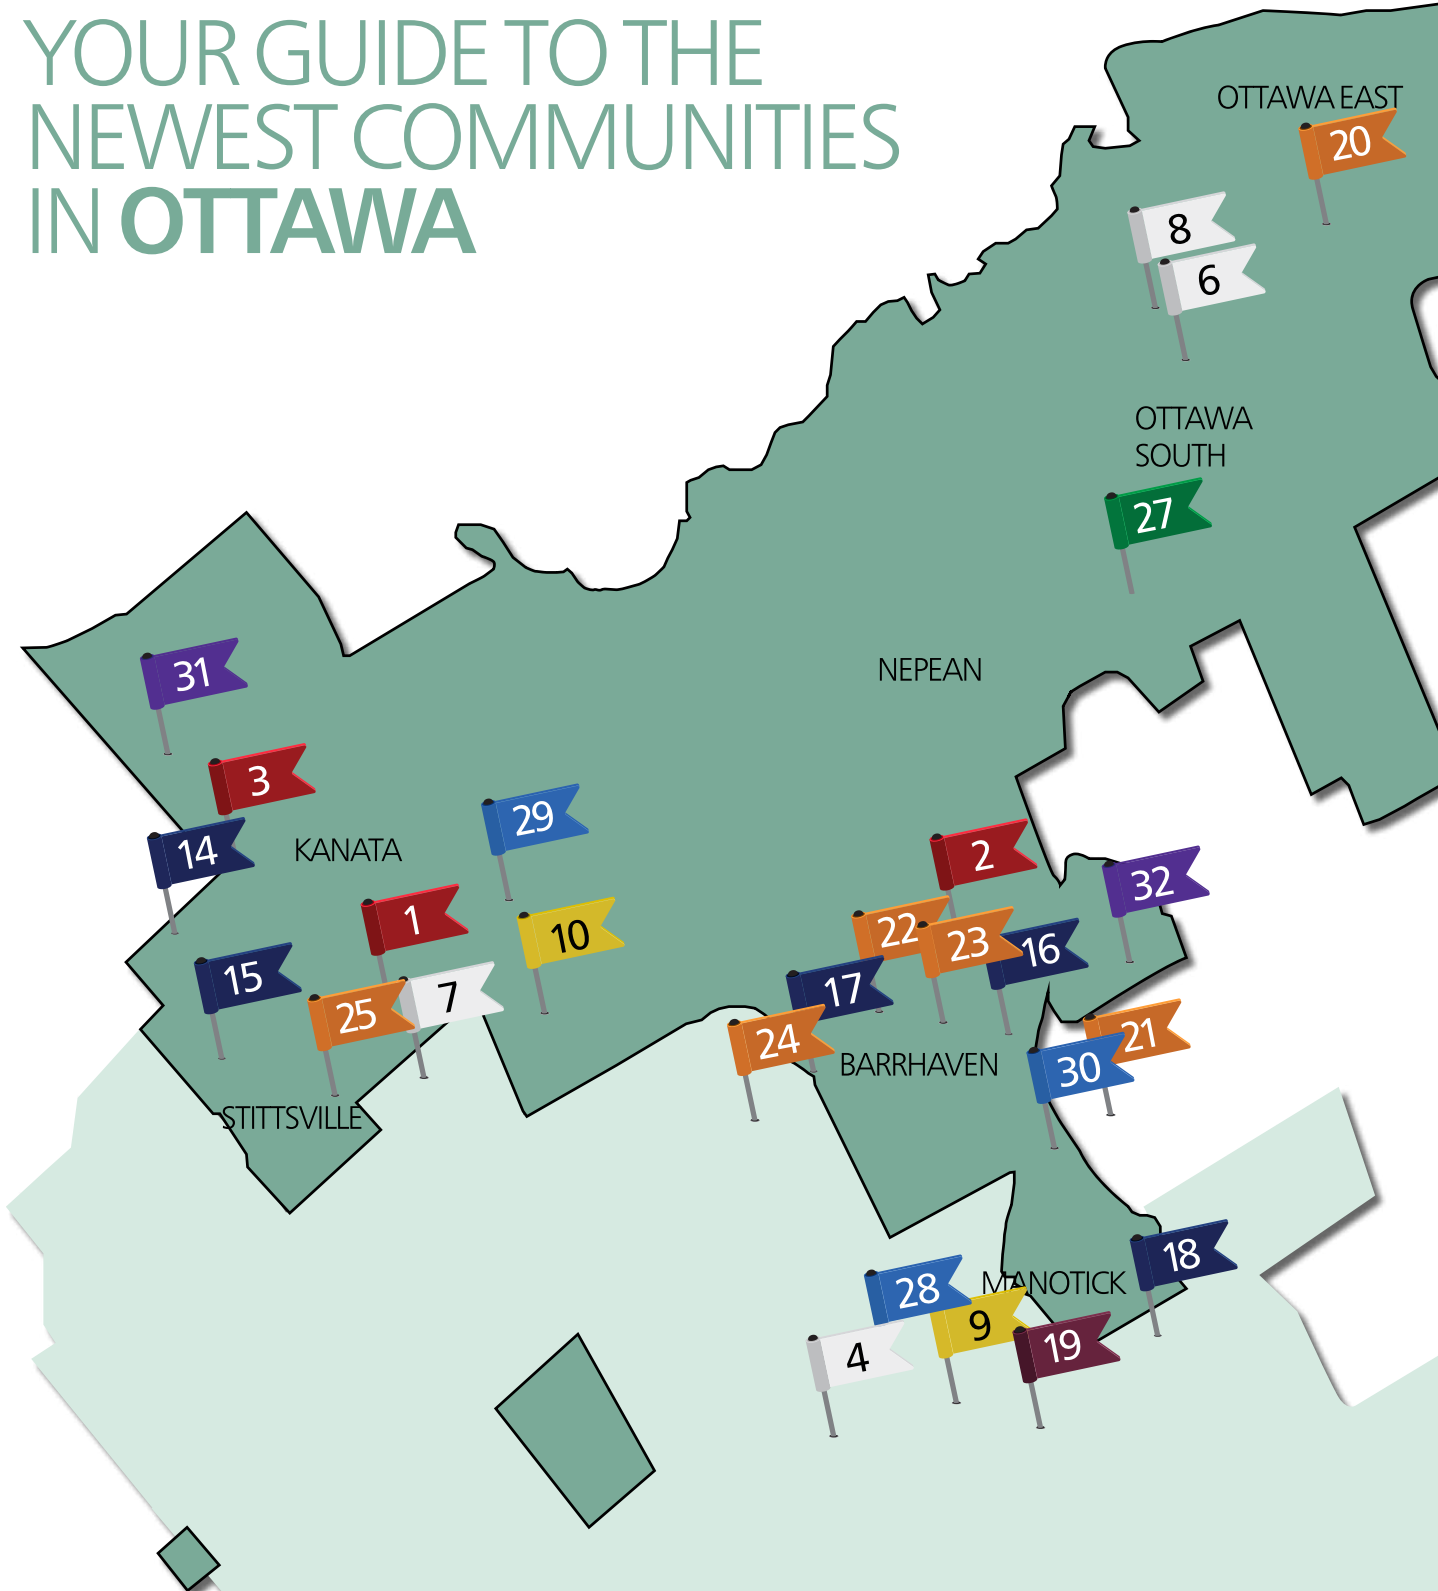 YOUR GUIDE TO THE
NEWEST COMMUNITIES
IN OTTAWA
OTTAWA EAST
20
8
6
OTTAWA
SOUTH
27
NEPEAN
31
3
14
KANATA
29
1
10
15
25
7
STITTSVILLE
2
32
22
23
16
17
24
BARRHAVEN
21
30
18
MANOTICK
28
9
4
19